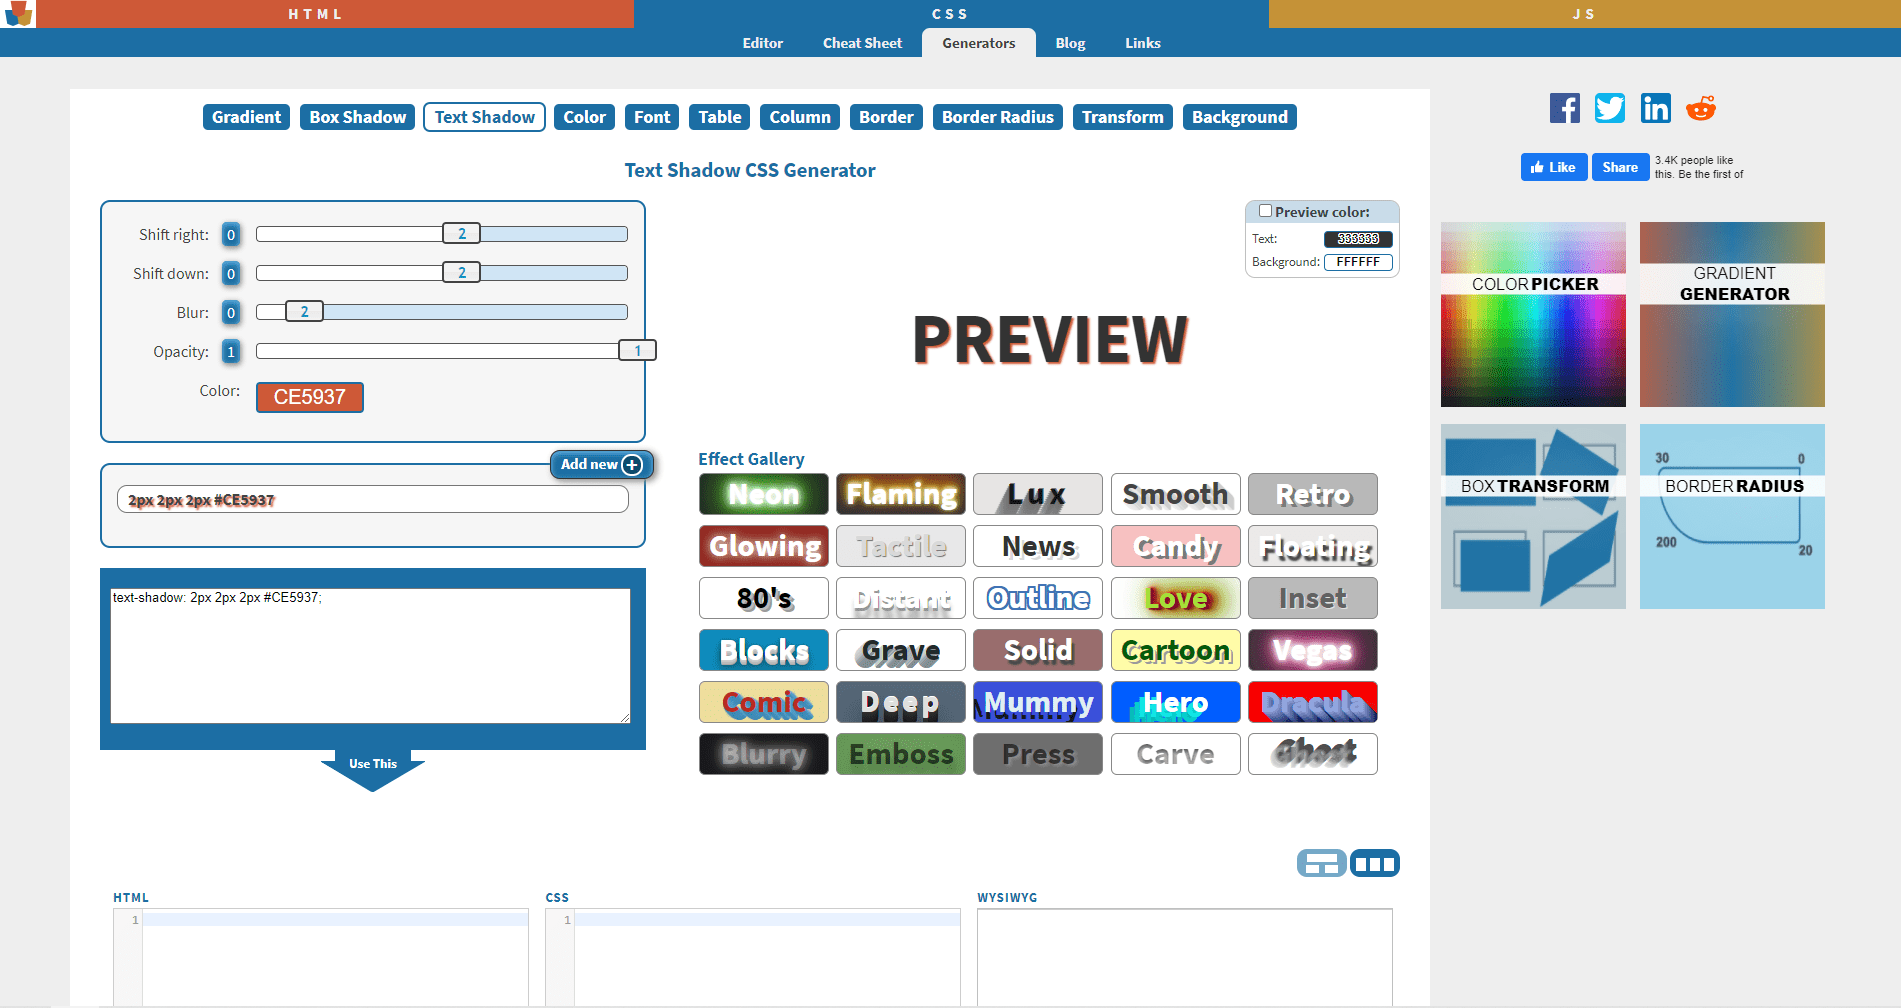 HTML
CSS
JS
Editor
Cheat Sheet
Generators
Blog
Links
Gradient
Box Shadow
Text Shadow
Color
Font
Table
Column
Border
Border Radius
Transform
Background
Text Shadow CSS Generator
Shift right: 0 2
Shift down: 0 2
Blur: 0 2
Opacity: 1 1
Color: CE5937
Add new
2px 2px 2px #CE5937
text-shadow: 2px 2px 2px #CE5937;
Use This
Preview color:
Text: 333333
Background: FFFFFF
PREVIEW
Effect Gallery
Neon Flaming Lux Smooth Retro
Glowing Tactile News Candy Floating
80's Distant Outline Love Inset
Blocks Grave Solid Cartoon Vegas
Comic Deep Mummy Hero Dracula
Blurry Emboss Press Carve Ghost
HTML
1
CSS
1
WYSIWYG
Like
Share
3.4K people like
this. Be the first of
COLOR PICKER
GRADIENT
GENERATOR
BOX TRANSFORM
30 0
BORDER RADIUS
200 20